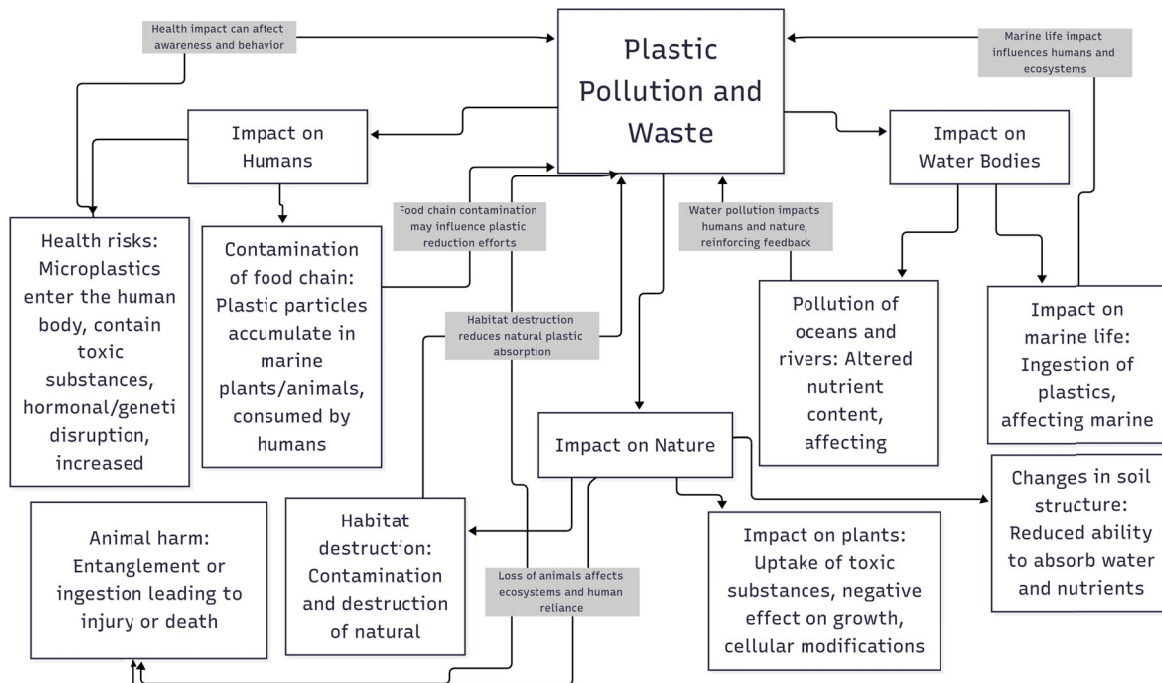 Health impact can affect
awareness and behavior
Plastic
Pollution and
Waste
Marine life impact
influences humans and
ecosystems
Impact on
Humans
Impact on
Water Bodies
Food chain contamination
may influence plastic
reduction efforts
Water pollution impacts
humans and nature,
reinforcing feedback
Health risks:
Microplastics
enter the human
body, contain
toxic
substances,
hormonal/geneti
disruption,
increased
Contamination
of food chain:
Plastic particles
accumulate in
marine
plants/animals,
consumed by
humans
Habitat destruction
reduces natural plastic
absorption
Pollution of
oceans and
rivers: Altered
nutrient
content,
affecting
Impact on
marine life:
Ingestion of
plastics,
affecting marine
Impact on Nature
Changes in soil
structure:
Reduced ability
to absorb water
and nutrients
Animal harm:
Entanglement or
ingestion leading to
injury or death
Habitat
destruction:
Contamination
and destruction
of natural
Loss of animals affects
ecosystems and human
reliance
Impact on plants:
Uptake of toxic
substances, negative
effect on growth,
cellular modifications